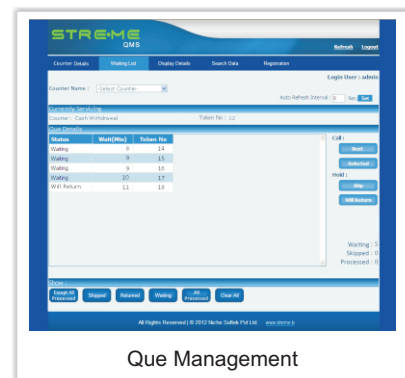 STREME
QMS
Refresh Logout
Counter Details Waiting List Display Details Search Data Registration
Login User : admin
Counter Name : -Select Counter-
Auto Refresh Interval : 0 Sec Set
Currently Servicing
Counter : Cash Withdrawal Token No : 12
Que Details
Status Wait(Min) Token No
Waiting 8 14
Waiting 9 15
Waiting 9 16
Waiting 10 17
Will Return 11 13
Call :
Next
Selected
Hold :
Skip
Will Return
Waiting : 5
Skipped : 0
Processed : 0
Show :
Except All Processed Skipped Returned Waiting All Processed Clear All
All Rights Reserved | © 2012 Niche Softek Pvt Ltd
Que Management